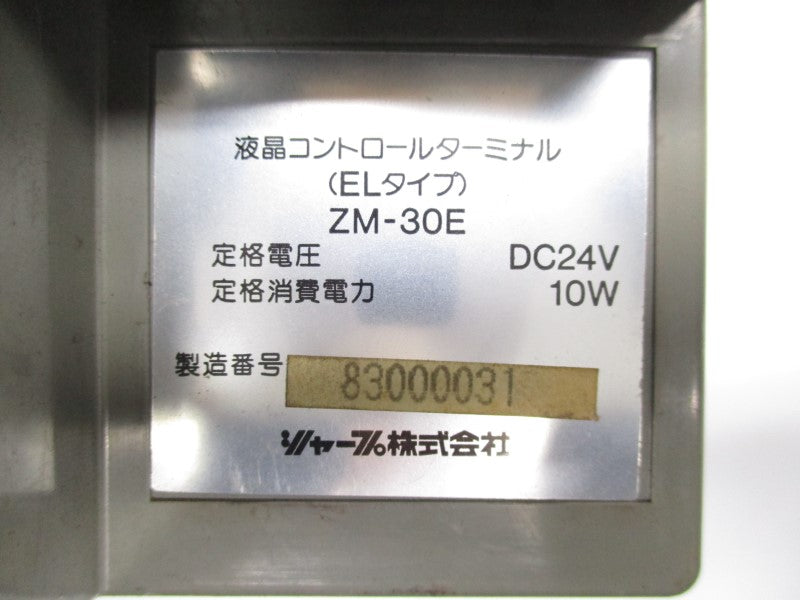 液晶コントロールターミナル
(ELタイプ)
ZM-30E
定格電圧 DC24V
定格消費電力 10W
製造番号 83000031
シャープ株式会社